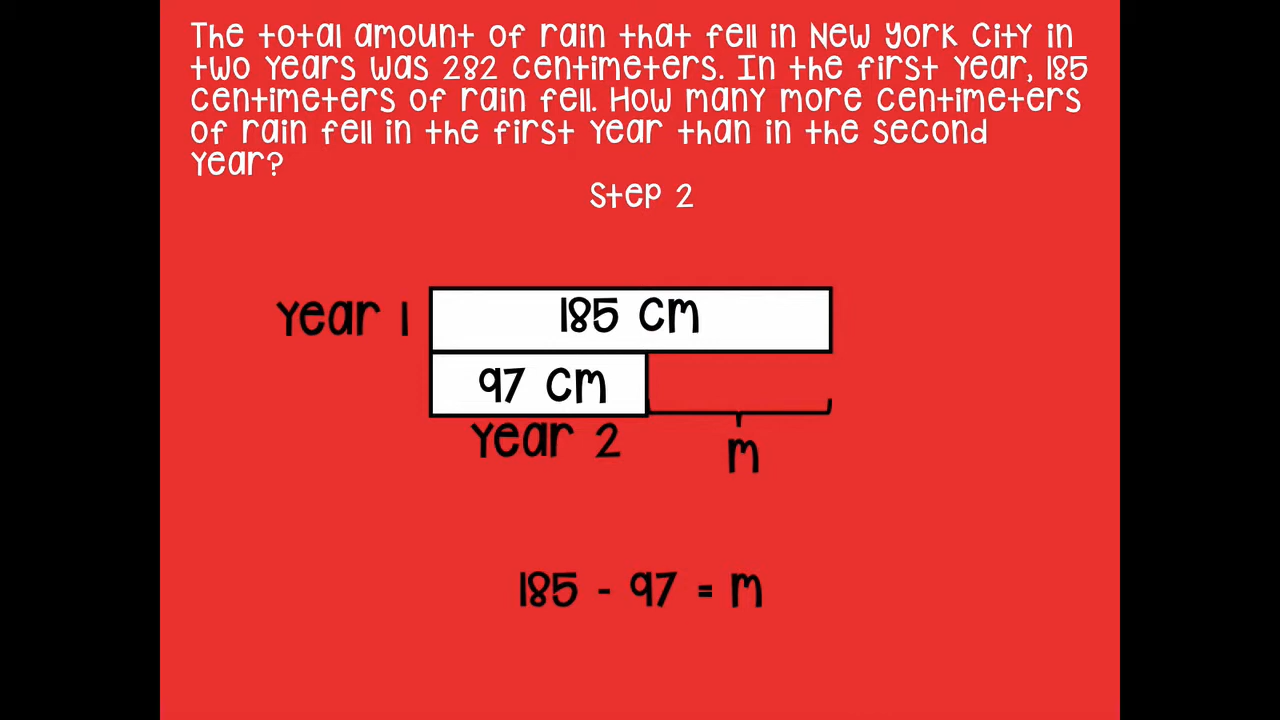 The total amount of rain that fell in New York City in
two years was 282 centimeters. In the first year, 185
centimeters of rain fell. How many more centimeters
of rain fell in the first year than in the second
year?
Step 2
Year 1 185 cm
97 cm
Year 2 m
185 - 97 = m